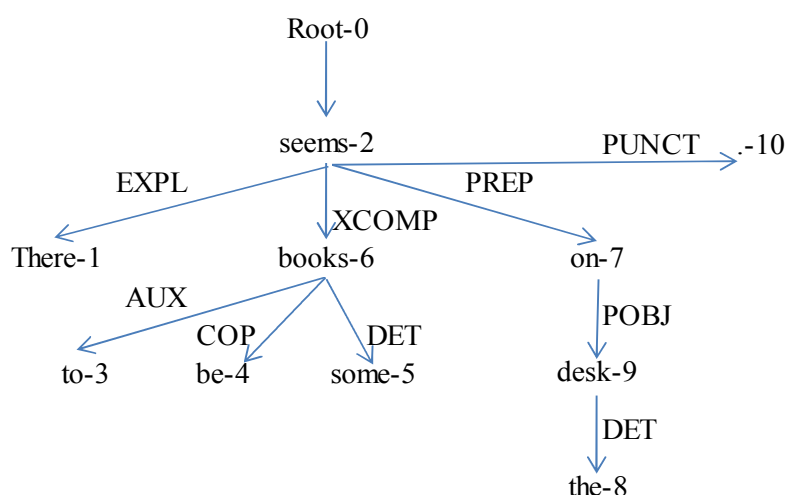 Root-0
seems-2 PUNCT .-10
EXPL PREP
XCOMP
There-1 books-6 on-7
AUX
COP DET POBJ
to-3 be-4 some-5 desk-9
DET
the-8